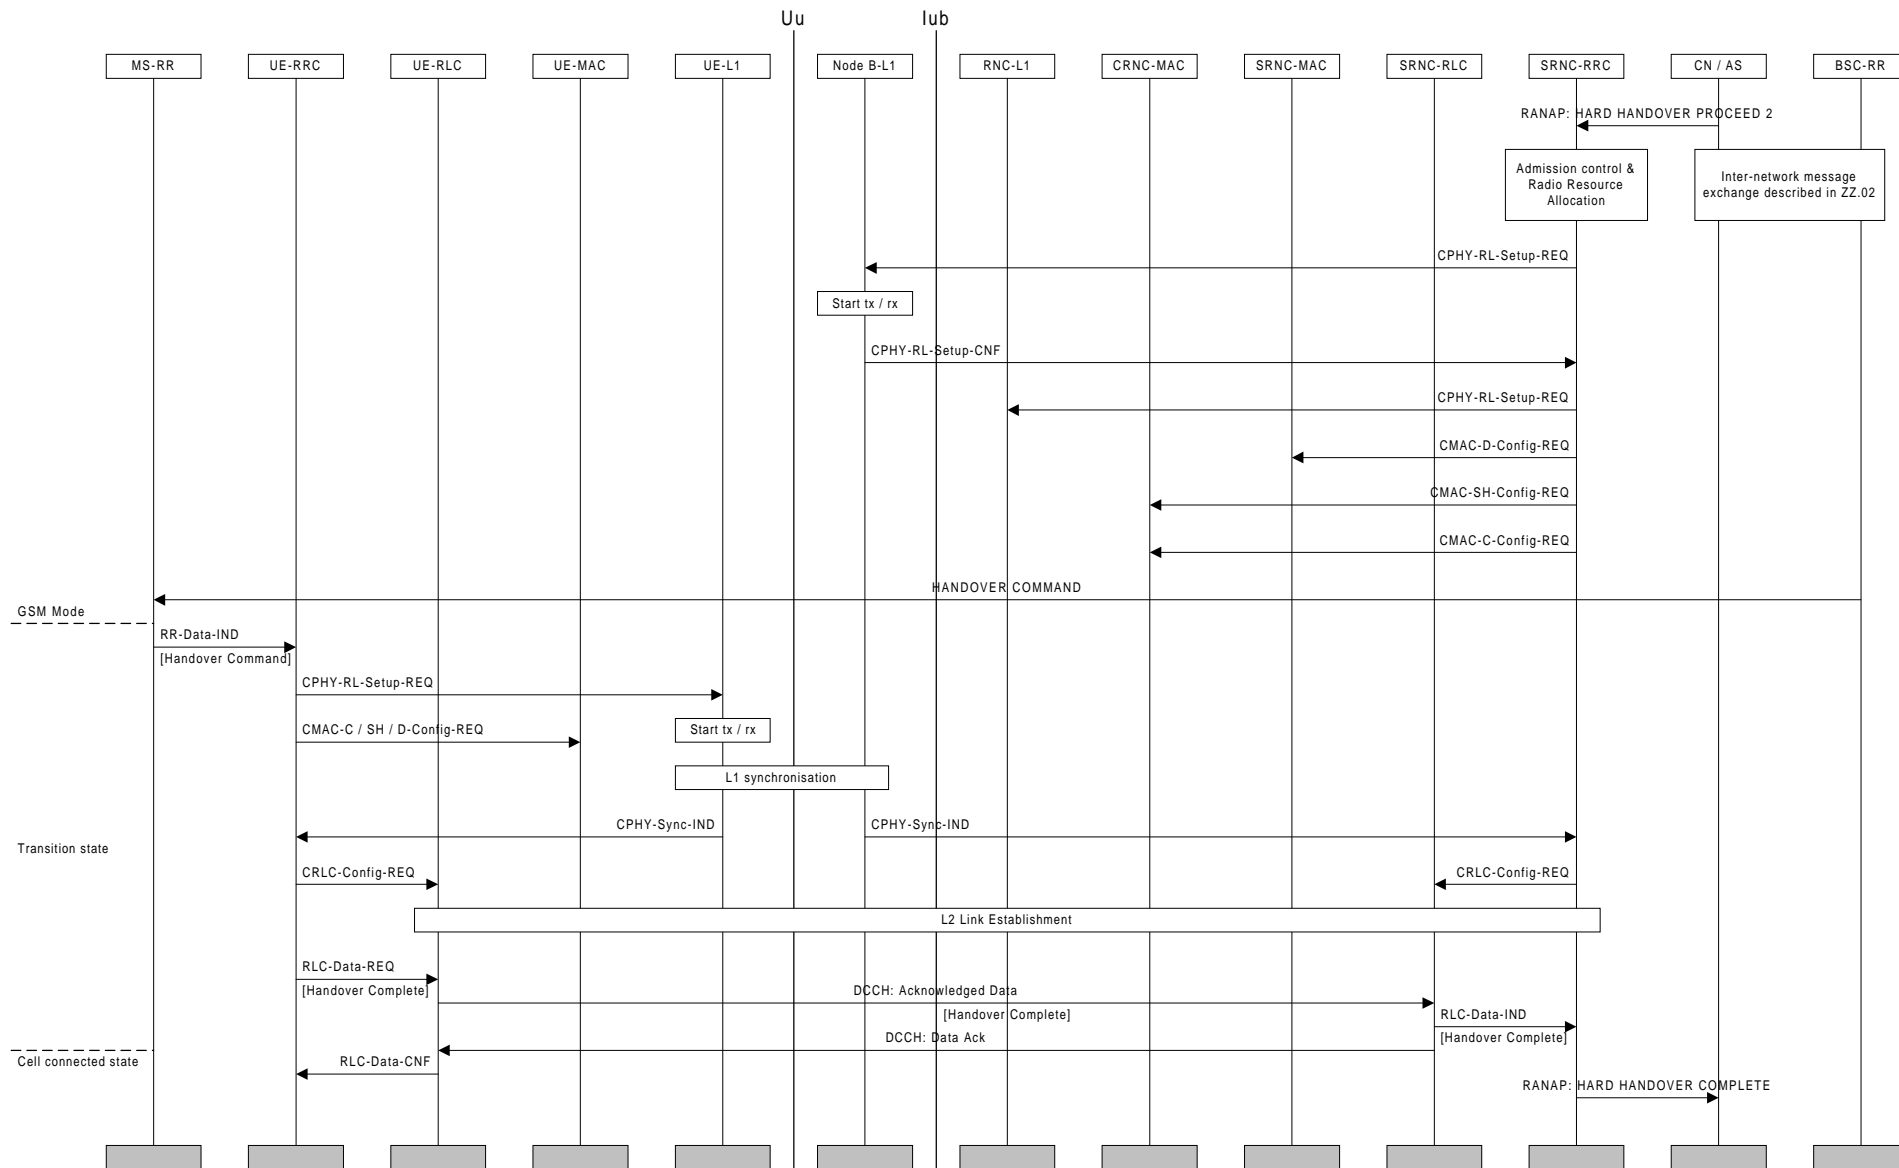 Uu
Iub
MS-RR
UE-RRC
UE-RLC
UE-MAC
UE-L1
Node B-L1
RNC-L1
CRNC-MAC
SRNC-MAC
SRNC-RLC
SRNC-RRC
CN / AS
BSC-RR
RANAP: HARD HANDOVER PROCEED 2
Admission control &
Radio Resource
Allocation
Inter-network message
exchange described in ZZ.02
CPHY-RL-Setup-REQ
Start tx / rx
CPHY-RL-Setup-CNF
CPHY-RL-Setup-REQ
CMAC-D-Config-REQ
CMAC-SH-Config-REQ
CMAC-C-Config-REQ
HANDOVER COMMAND
GSM Mode
RR-Data-IND
[Handover Command]
CPHY-RL-Setup-REQ
CMAC-C / SH / D-Config-REQ
Start tx / rx
L1 synchronisation
CPHY-Sync-IND
CPHY-Sync-IND
Transition state
CRLC-Config-REQ
CRLC-Config-REQ
L2 Link Establishment
RLC-Data-REQ
[Handover Complete]
DCCH: Acknowledged Data
[Handover Complete]
RLC-Data-IND
[Handover Complete]
DCCH: Data Ack
Cell connected state
RLC-Data-CNF
RANAP: HARD HANDOVER COMPLETE